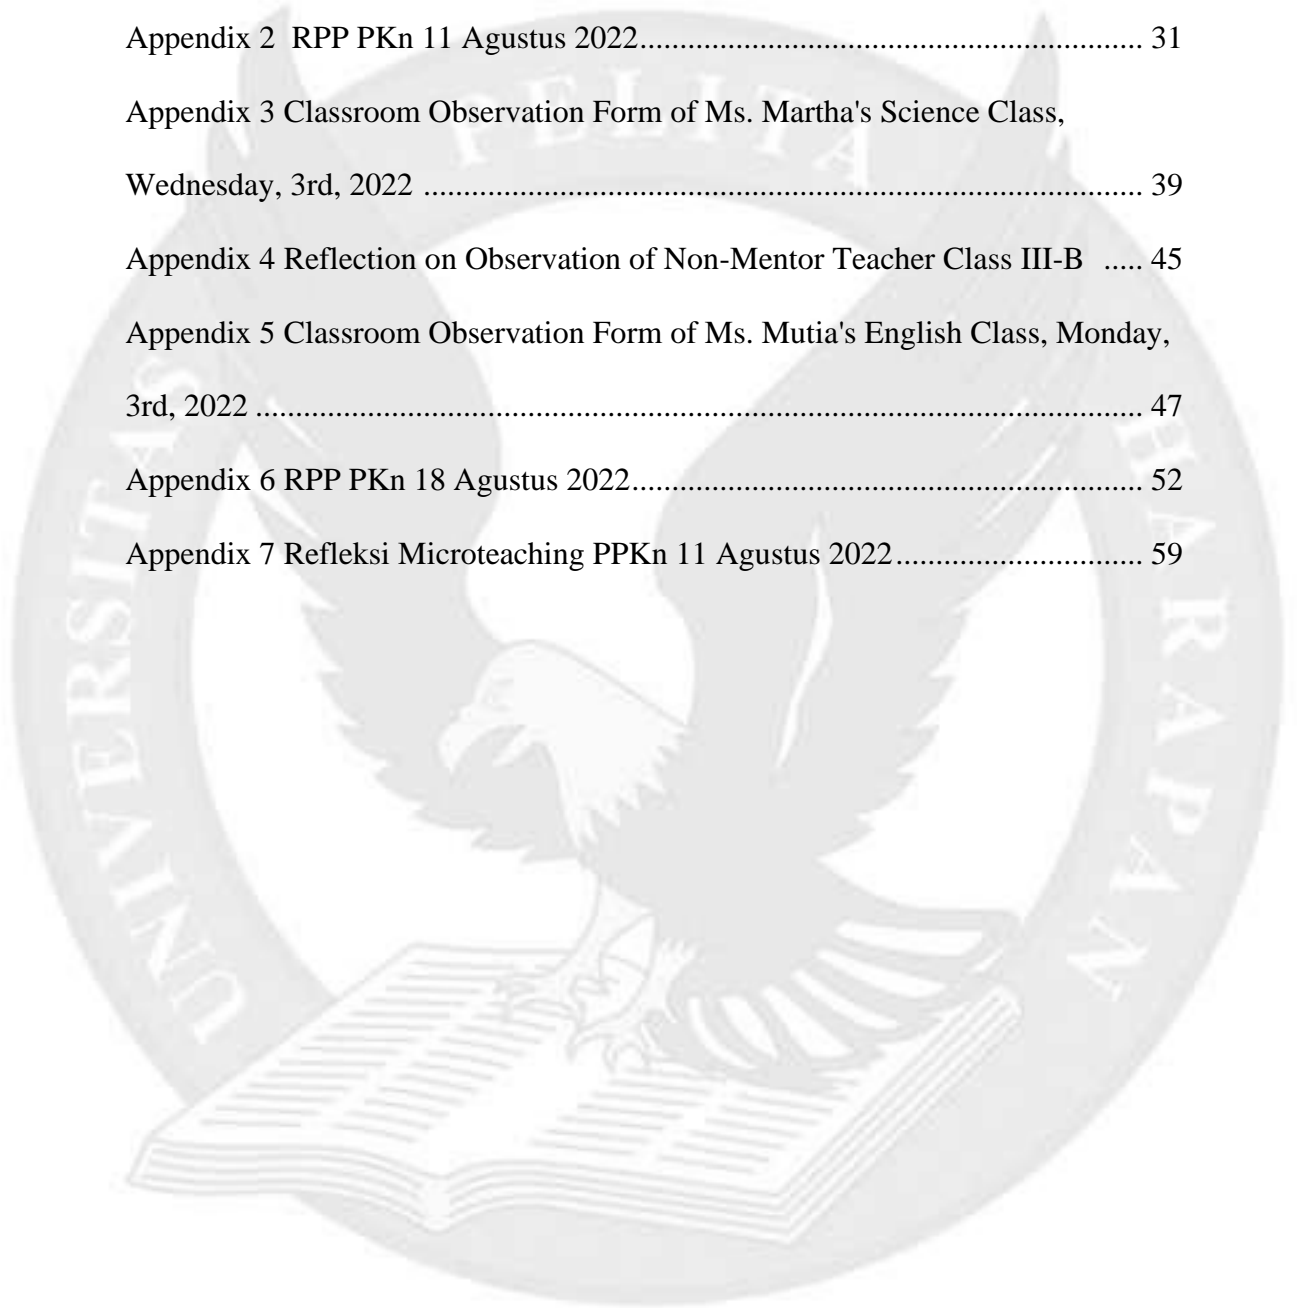 Appendix 2  RPP PKn 11 Agustus 2022................................................................ 31
Appendix 3 Classroom Observation Form of Ms. Martha's Science Class,
Wednesday, 3rd, 2022 ........................................................................................... 39
Appendix 4 Reflection on Observation of Non-Mentor Teacher Class III-B ..... 45
Appendix 5 Classroom Observation Form of Ms. Mutia's English Class, Monday,
3rd, 2022 ................................................................................................................ 47
Appendix 6 RPP PKn 18 Agustus 2022................................................................. 52
Appendix 7 Refleksi Microteaching PPKn 11 Agustus 2022............................... 59
UNIVERSITAS PELITA HARAPAN